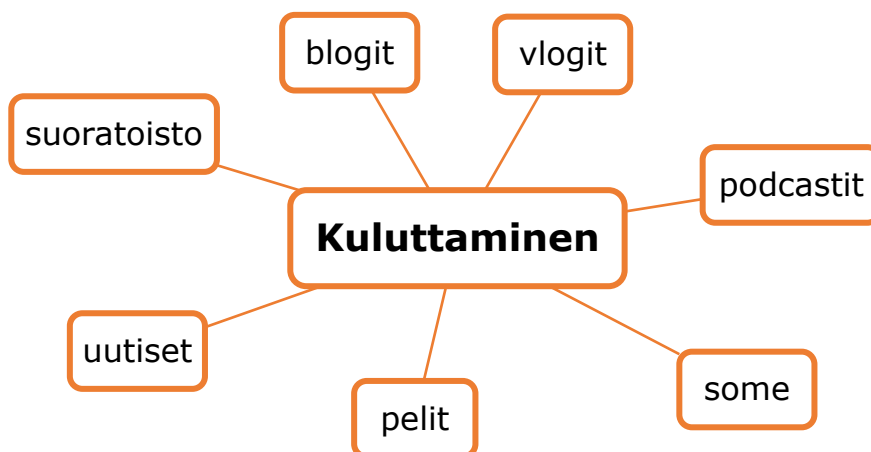 blogit
vlogit
suoratoisto
podcastit
Kuluttaminen
uutiset
some
pelit